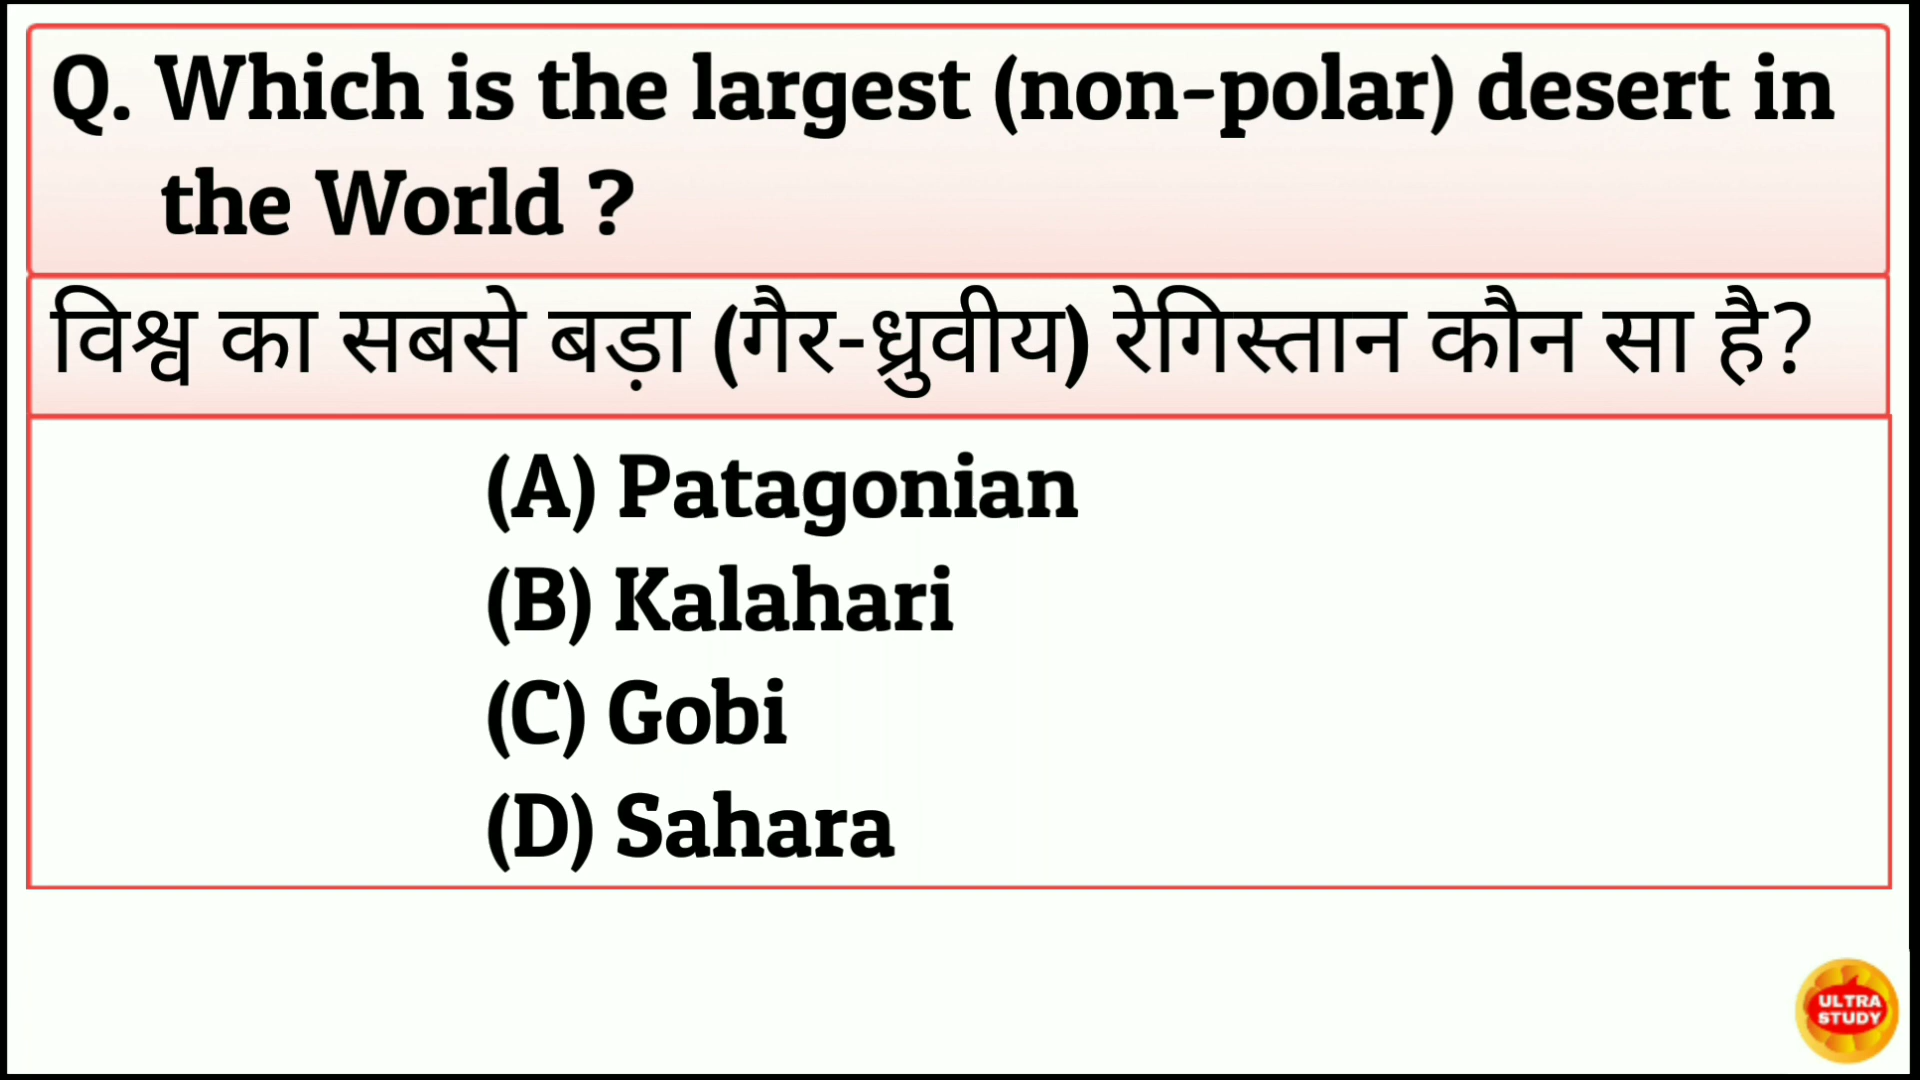 Q. Which is the largest (non-polar) desert in
the World ?
विश्व का सबसे बड़ा (गैर-ध्रुवीय) रेगिस्तान कौन सा है?
(A) Patagonian
(B) Kalahari
(C) Gobi
(D) Sahara
ULTRA
STUDY